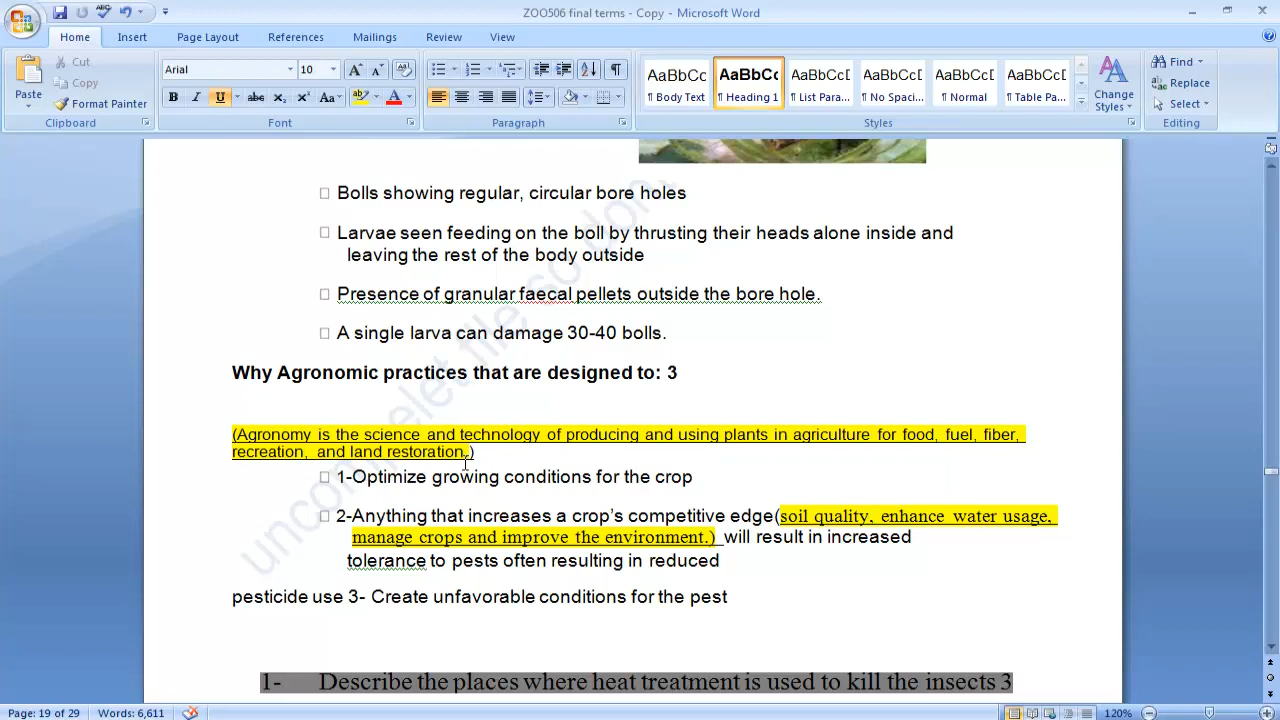 ZOO506 final terms - Copy - Microsoft Word
Home Insert Page Layout References Mailings Review View
Paste
Cut
Copy
Format Painter
Clipboard
Arial 10
B I U abc X₂ X² Aa
Font
Paragraph
AaBbCc AaBbCc AaBbCcD AaBbCcD AaBbCcD AaBbCcD
¶ Body Text ¶ Heading 1 ¶ List Para... ¶ No Spaci... ¶ Normal ¶ Table Pa...
Styles
Change Styles
Find
Replace
Select
Editing
Bolls showing regular, circular bore holes
Larvae seen feeding on the boll by thrusting their heads alone inside and
leaving the rest of the body outside
Presence of granular faecal pellets outside the bore hole.
A single larva can damage 30-40 bolls.
Why Agronomic practices that are designed to: 3
(Agronomy is the science and technology of producing and using plants in agriculture for food, fuel, fiber,
recreation, and land restoration.)
1-Optimize growing conditions for the crop
2-Anything that increases a crop’s competitive edge(soil quality, enhance water usage,
manage crops and improve the environment.) will result in increased
tolerance to pests often resulting in reduced
pesticide use 3- Create unfavorable conditions for the pest
1- Describe the places where heat treatment is used to kill the insects 3
Page: 19 of 29 Words: 6,611 120%